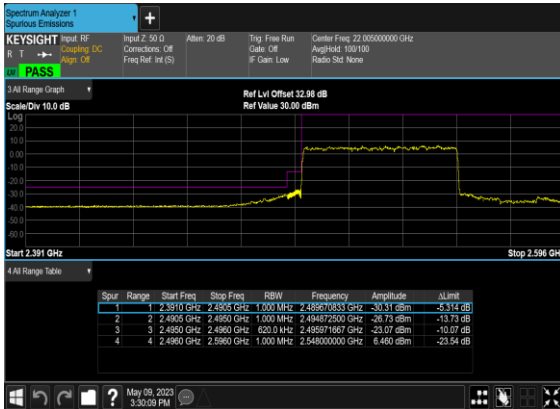 Spectrum Analyzer 1
Spurious Emissions
+
KEYSIGHT Input: RF Input Z: 50 Ω Atten: 20 dB Trig: Free Run Center Freq: 22.005000000 GHz
R T Coupling: DC Corrections: Off Gate: Off Avg|Hold: 100/100
Align: Off Freq Ref: Int (S) IF Gain: Low Radio Std: None
PASS
3 All Range Graph
Ref Lvl Offset 32.98 dB
Scale/Div 10.0 dB Ref Value 30.00 dBm
Log
20.0
10.0
0.00
-10.0
-20.0
-30.0
-40.0
-50.0
-60.0
Start 2.391 GHz Stop 2.596 GH
4 All Range Table
Spur Range Start Freq Stop Freq RBW Frequency Amplitude ΔLimit
1 1 2.3910 GHz 2.4905 GHz 1.000 MHz 2.489670833 GHz -30.31 dBm -5.314 dB
2 2 2.4905 GHz 2.4950 GHz 1.000 MHz 2.494872500 GHz -26.73 dBm -13.73 dB
3 3 2.4950 GHz 2.4960 GHz 620.0 kHz 2.495971667 GHz -23.07 dBm -10.07 dB
4 4 2.4960 GHz 2.5960 GHz 1.000 MHz 2.548000000 GHz 6.460 dBm -23.54 dB
? May 09, 2023
3:30:09 PM